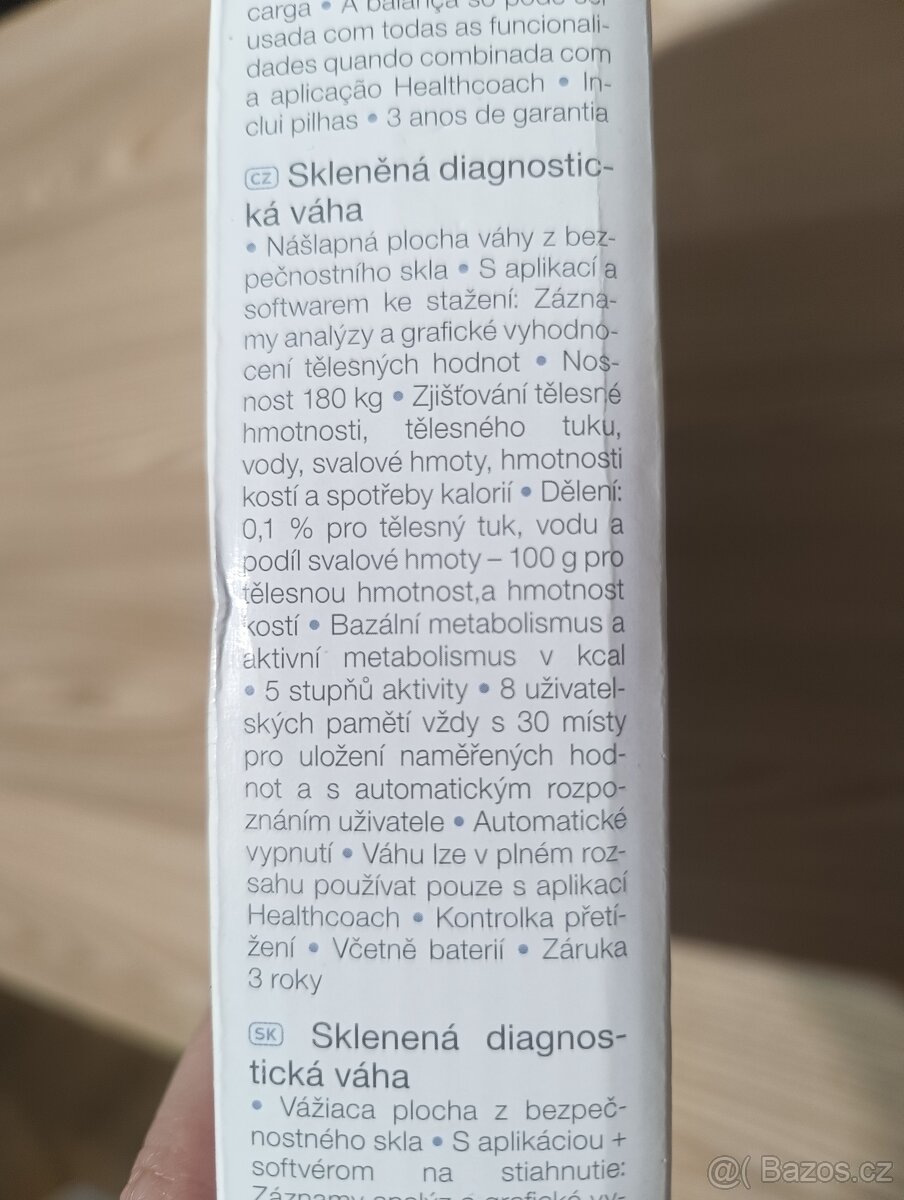 carga • A balança só pode ser
usada com todas as funcionali-
dades quando combinada com
a aplicação Healthcoach • In-
clui pilhas • 3 anos de garantia
CZ Skleněná diagnostic-
ká váha
• Nášlapná plocha váhy z bez-
pečnostního skla • S aplikací a
softwarem ke stažení: Zázna-
my analýzy a grafické vyhodno-
cení tělesných hodnot • Nos-
nost 180 kg • Zjišťování tělesné
hmotnosti, tělesného tuku,
vody, svalové hmoty, hmotnosti
kostí a spotřeby kalorií • Dělení:
0,1 % pro tělesný tuk, vodu a
podíl svalové hmoty – 100 g pro
tělesnou hmotnost,a hmotnost
kostí • Bazální metabolismus a
aktivní metabolismus v kcal
• 5 stupňů aktivity • 8 uživatel-
ských pamětí vždy s 30 místy
pro uložení naměřených hod-
not a s automatickým rozpo-
znáním uživatele • Automatické
vypnutí • Váhu lze v plném roz-
sahu používat pouze s aplikací
Healthcoach • Kontrolka přetí-
žení • Včetně baterií • Záruka
3 roky
SK Sklenená diagnos-
tická váha
• Vážiaca plocha z bezpeč-
nostného skla • S aplikáciou +
softvérom na stiahnutie:
Záznamy analýz a grafické vy-
@( Bazos.cz